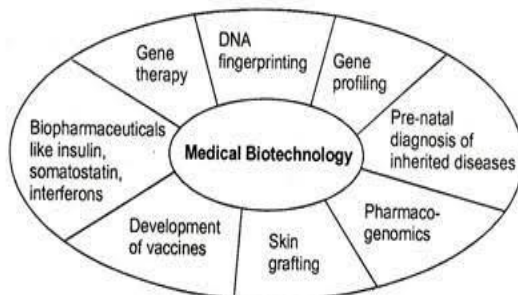 Gene
therapy
DNA
fingerprinting
Gene
profiling
Pre-natal
diagnosis of
inherited diseases
Pharmaco-
genomics
Skin
grafting
Development
of vaccines
Biopharmaceuticals
like insulin,
somatostatin,
interferons
Medical Biotechnology